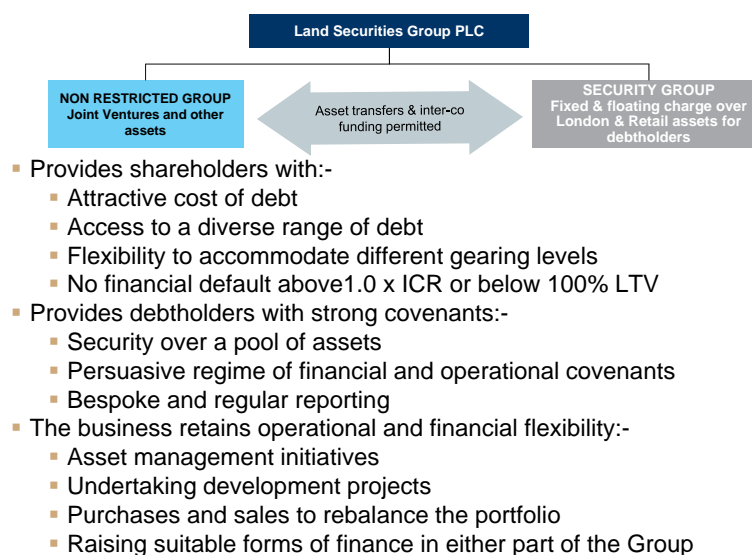 Land Securities Group PLC
NON RESTRICTED GROUP
Joint Ventures and other
assets
Asset transfers & inter-co
funding permitted
SECURITY GROUP
Fixed & floating charge over
London & Retail assets for
debtholders
Provides shareholders with:-
Attractive cost of debt
Access to a diverse range of debt
Flexibility to accommodate different gearing levels
No financial default above1.0 x ICR or below 100% LTV
Provides debtholders with strong covenants:-
Security over a pool of assets
Persuasive regime of financial and operational covenants
Bespoke and regular reporting
The business retains operational and financial flexibility:-
Asset management initiatives
Undertaking development projects
Purchases and sales to rebalance the portfolio
Raising suitable forms of finance in either part of the Group